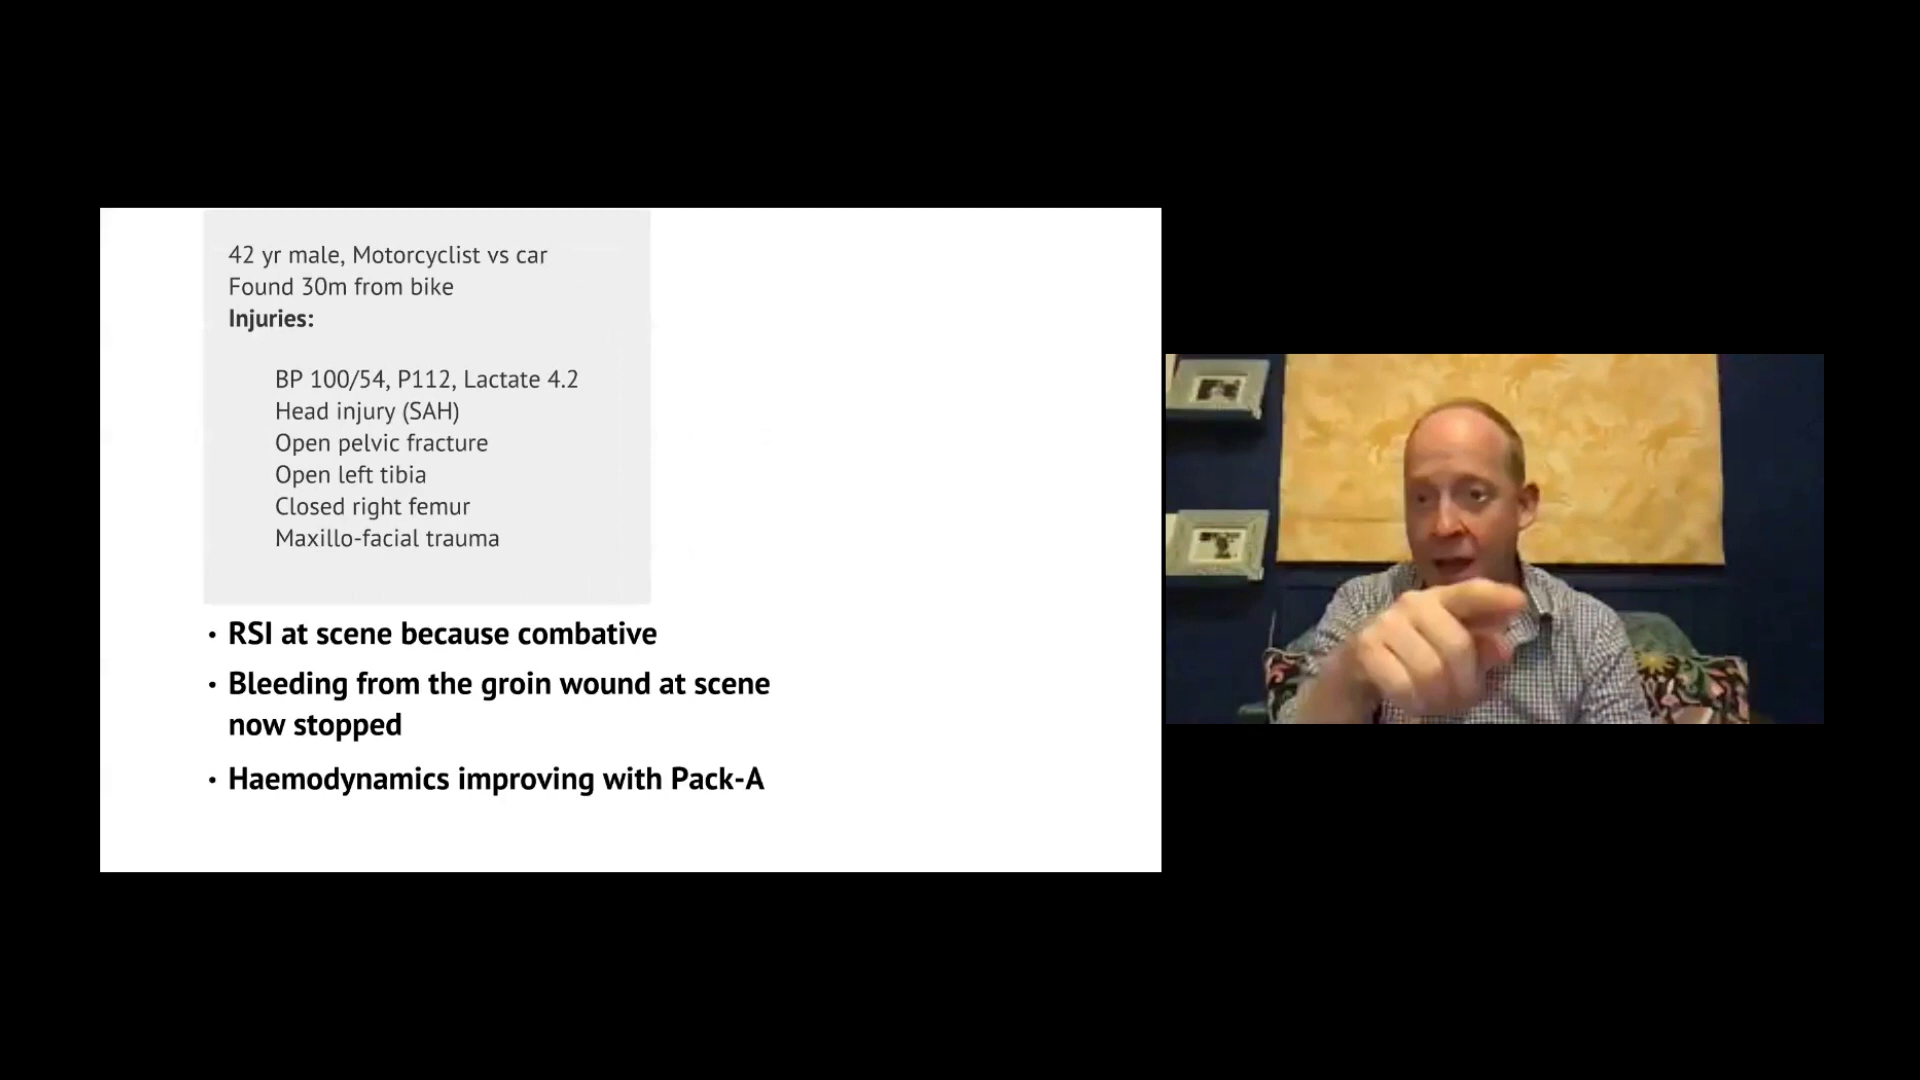 42 yr male, Motorcyclist vs car
Found 30m from bike
Injuries:
BP 100/54, P112, Lactate 4.2
Head injury (SAH)
Open pelvic fracture
Open left tibia
Closed right femur
Maxillo-facial trauma
• RSI at scene because combative
• Bleeding from the groin wound at scene
now stopped
• Haemodynamics improving with Pack-A